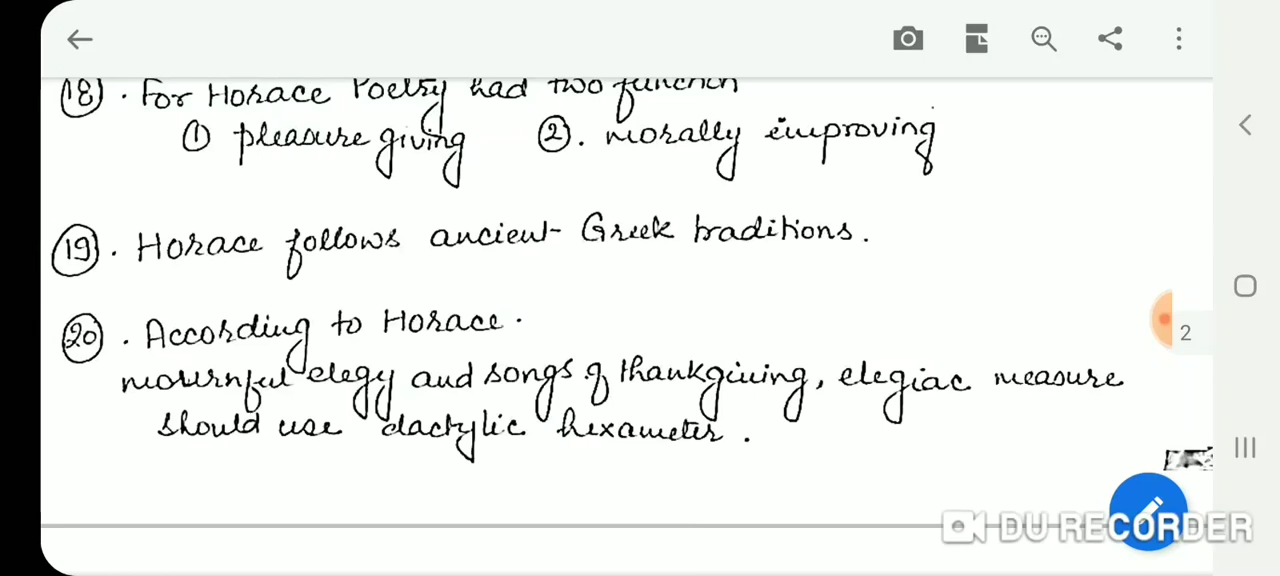 (18) . For Horace Poetry had two function
① pleasure giving ②. morally improving
(19) . Horace follows ancient Greek traditions.
(20) . According to Horace.
mournful elegy and songs of thankgiving, elegiac measure
should use dactylic hexameter.
2
DU RECORDER